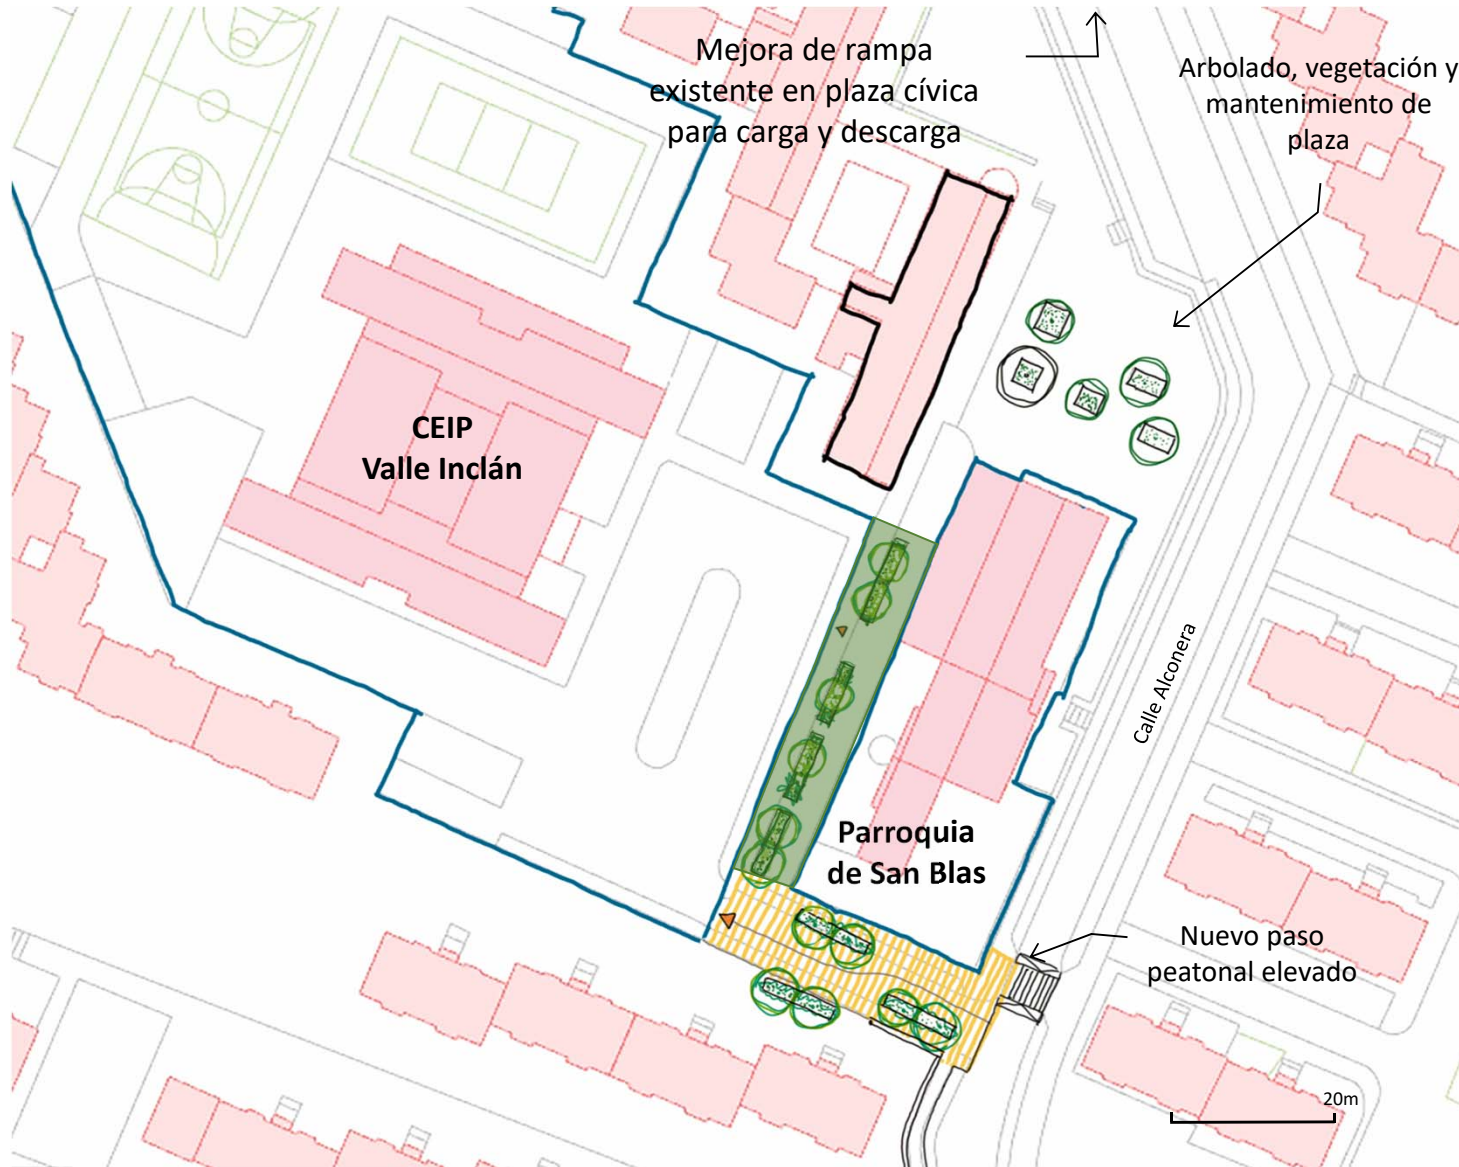 Mejora de rampa
existente en plaza cívica
para carga y descarga
Arbolado, vegetación y
mantenimiento de
plaza
CEIP
Valle Inclán
Calle Alconera
Parroquia
de San Blas
Nuevo paso
peatonal elevado
20m